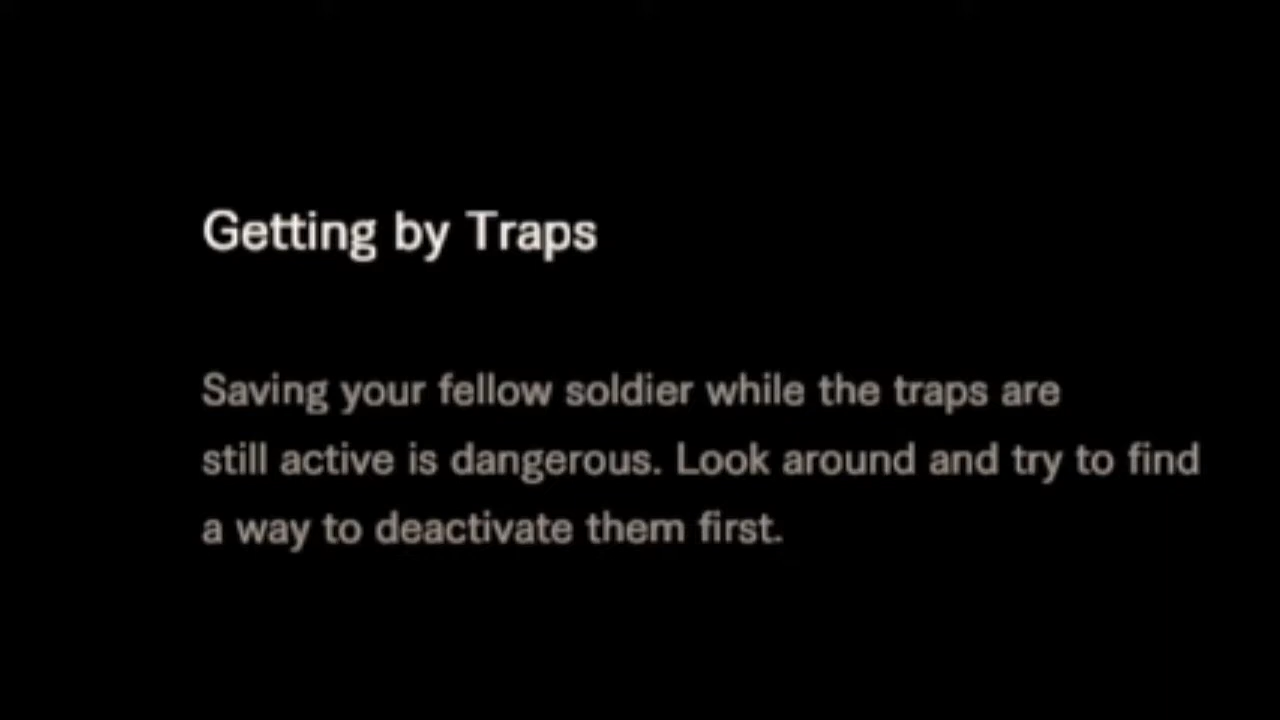 Getting by Traps
Saving your fellow soldier while the traps are
still active is dangerous. Look around and try to find
a way to deactivate them first.